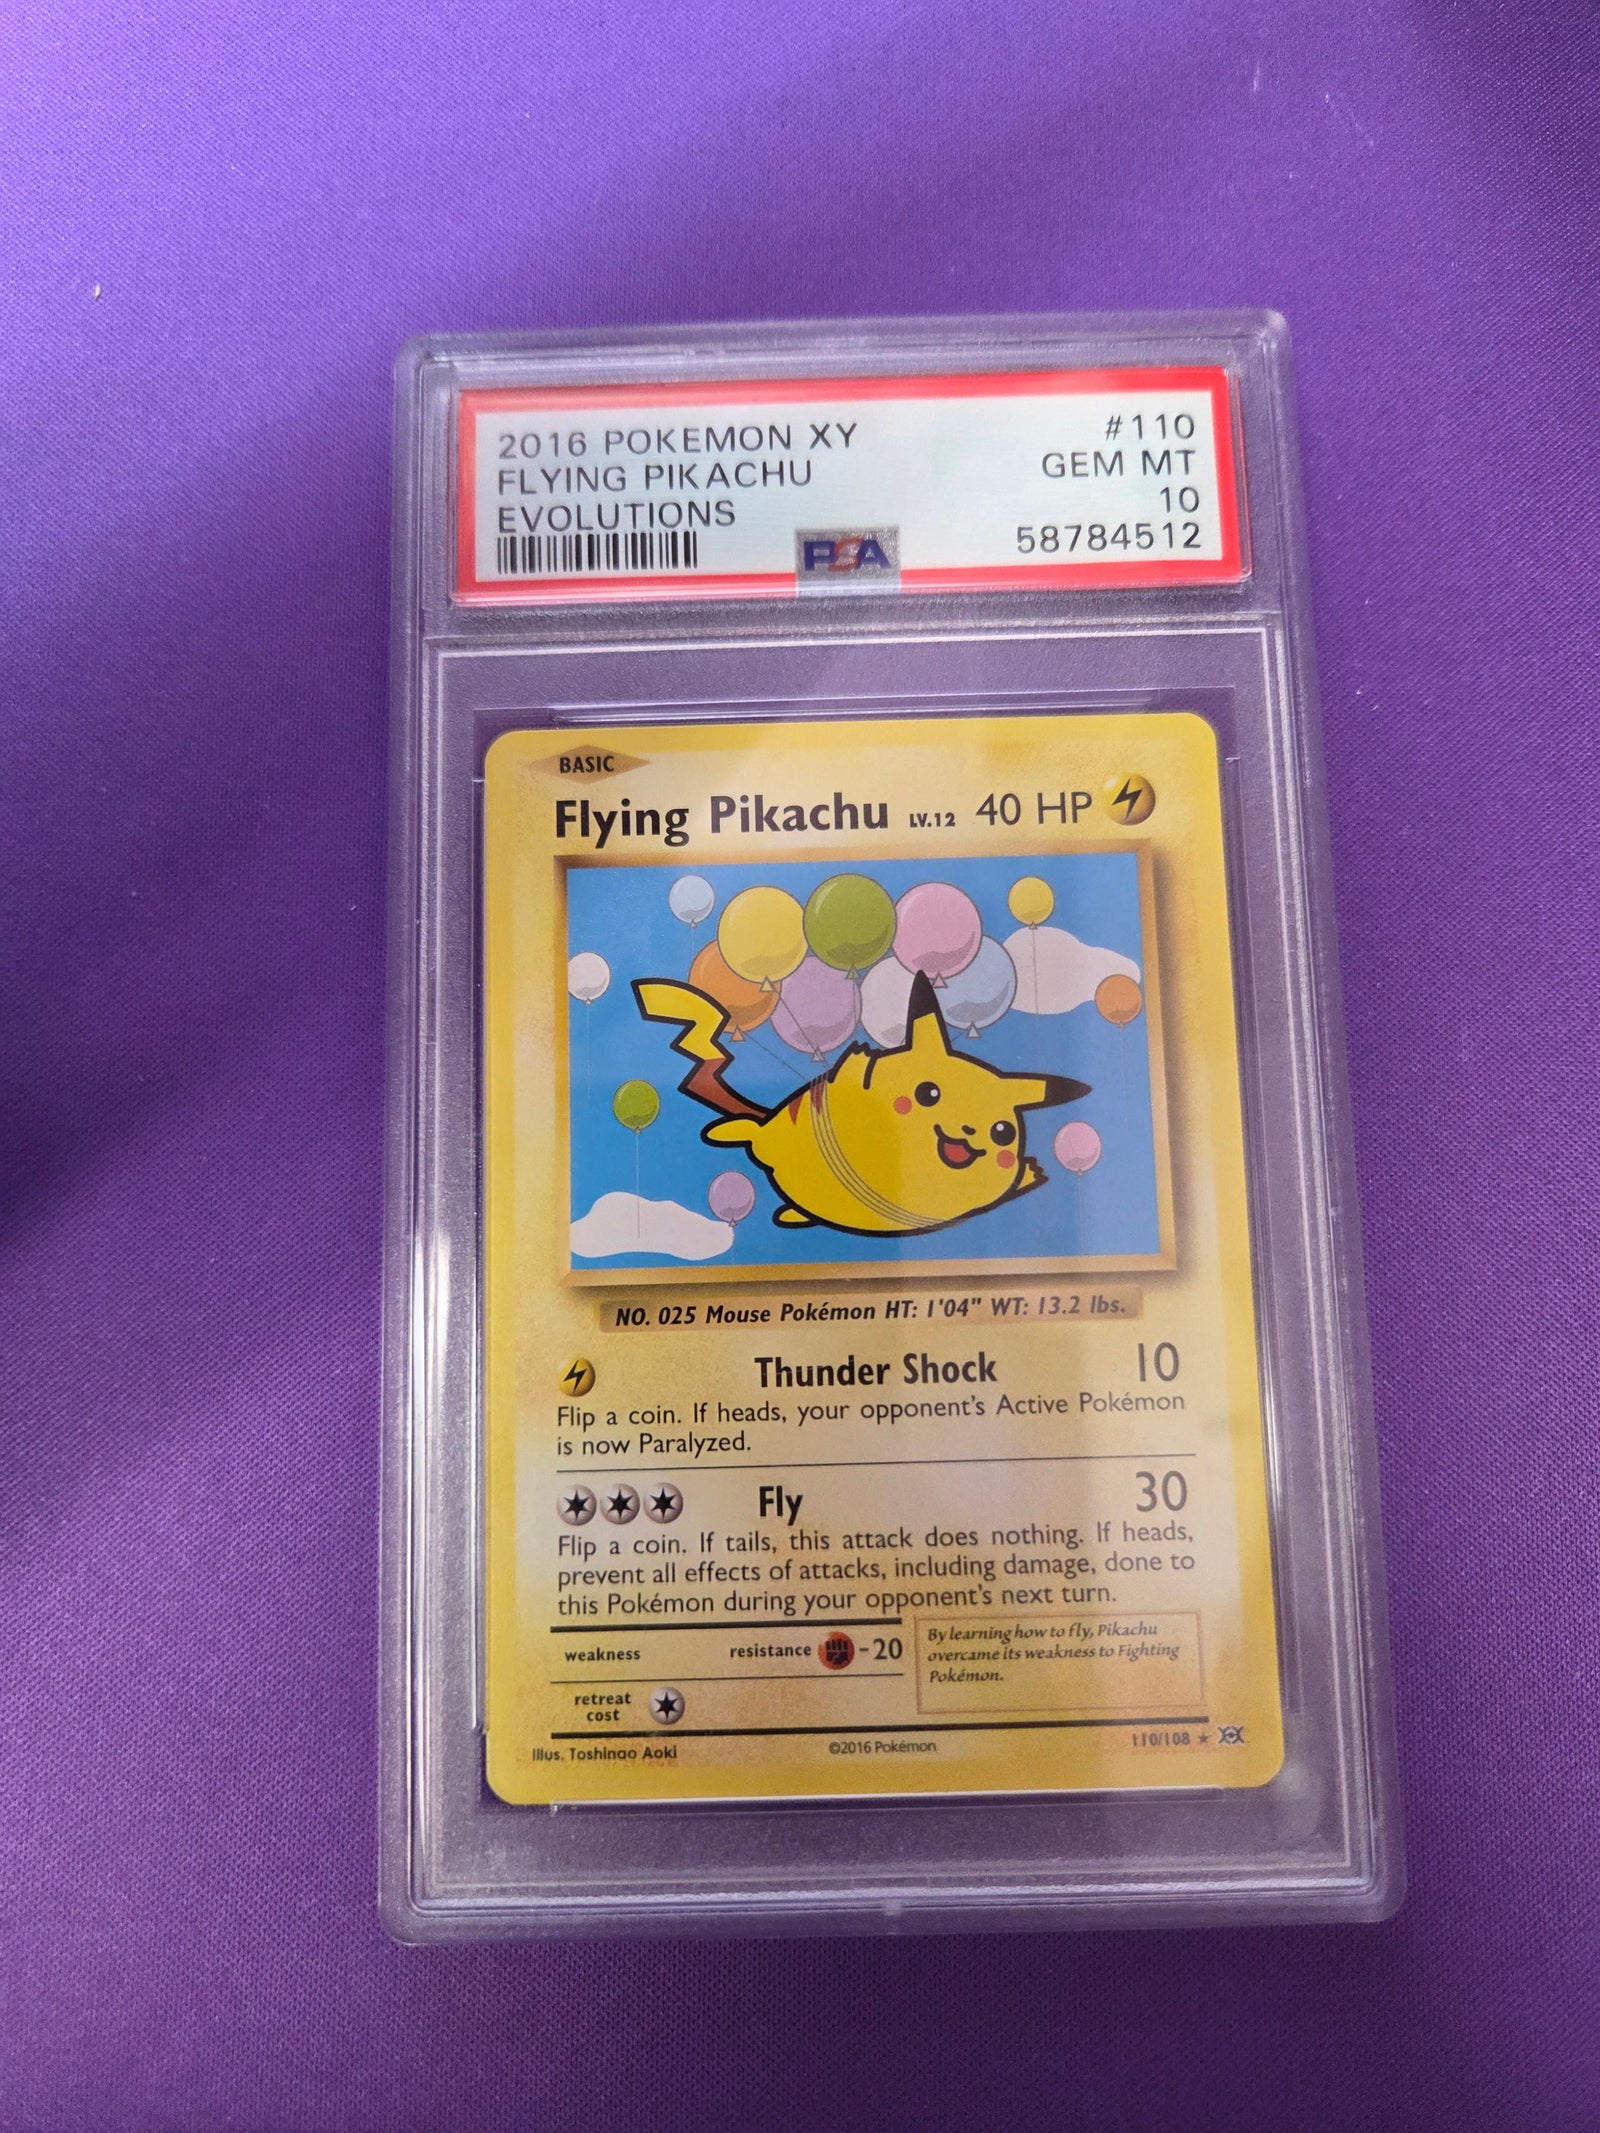 2016 POKEMON XY #110
FLYING PIKACHU GEM MT
EVOLUTIONS 10
PSA 58784512
BASIC
Flying Pikachu LV.12 40 HP
NO. 025 Mouse Pokémon HT: 1'04" WT: 13.2 lbs.
Thunder Shock 10
Flip a coin. If heads, your opponent's Active Pokémon
is now Paralyzed.
Fly 30
Flip a coin. If tails, this attack does nothing. If heads,
prevent all effects of attacks, including damage, done to
this Pokémon during your opponent's next turn.
weakness resistance -20
retreat
cost
By learning how to fly, Pikachu
overcame its weakness to Fighting
Pokémon.
Illus. Toshinao Aoki ©2016 Pokémon 110/108 ★